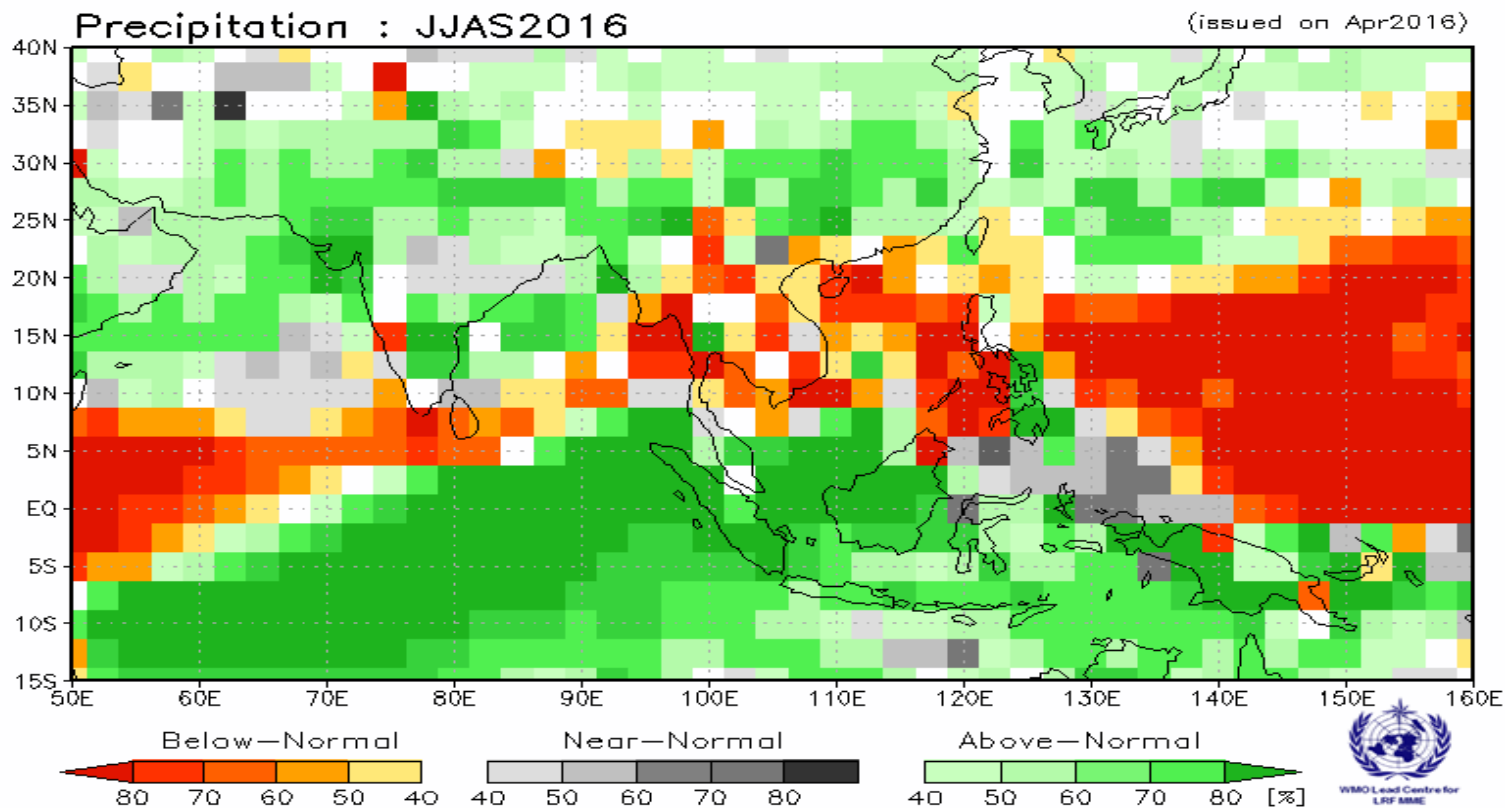 Precipitation : JJAS2016
(issued on Apr2016)
40N
35N
30N
25N
20N
15N
10N
5N
EQ
5S
10S
15S
50E 60E 70E 80E 90E 100E 110E 120E 130E 140E 150E 160E
Below-Normal
80 70 60 50 40
Near-Normal
40 50 60 70 80
Above-Normal
40 50 60 70 80 [%]
WMO Lead Centre for
LRF MME